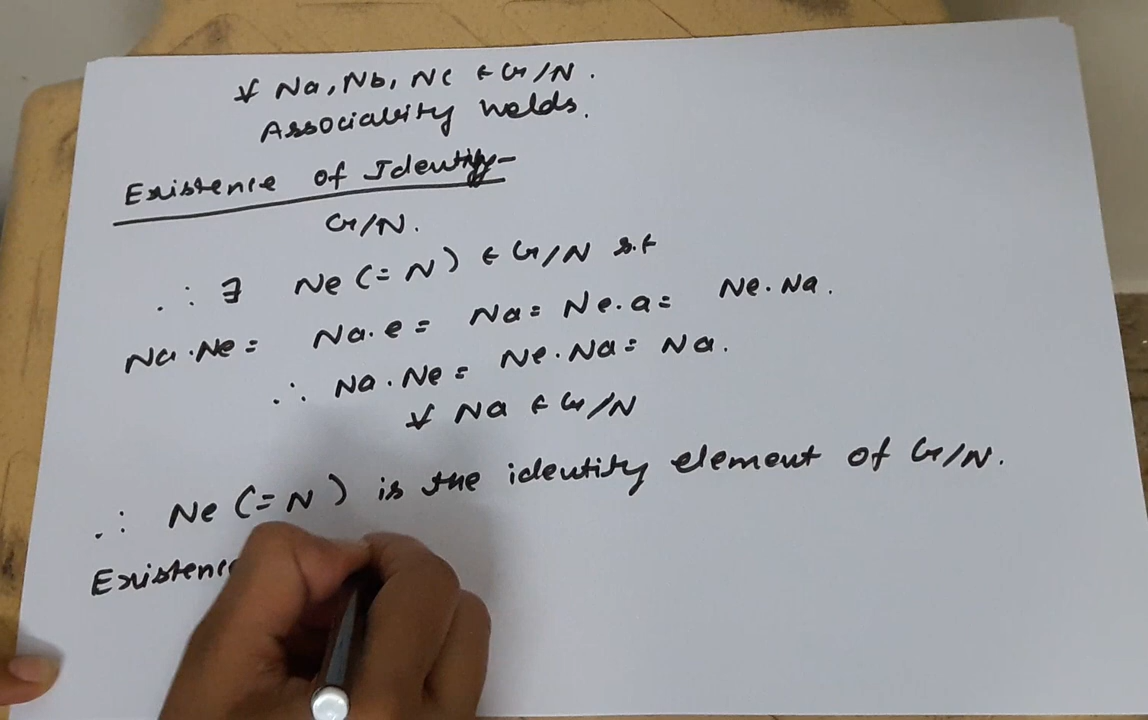 ∀ Na, Nb, Nc ∈ G/N.
Associality holds.
Existence of Identity-
G/N.
∴ ∃ Ne (= N) ∈ G/N s.t
Na . Ne = Na. e = Na = Ne. a = Ne. Na.
∴ Na . Ne = Ne. Na = Na.
∀ Na ∈ G/N
∴ Ne (= N) is the identity element of G/N.
Existenc